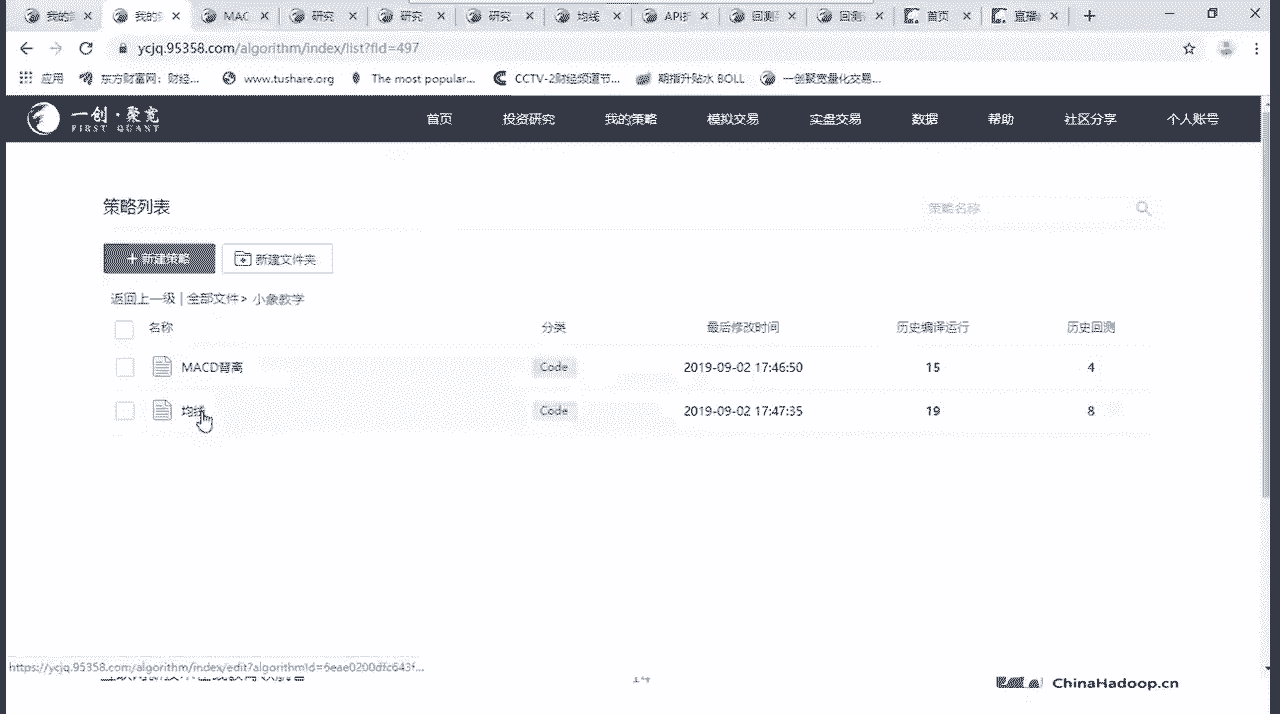 我的 我的 MAC 研究 研究 研究 均线 API 回测 回测 首页 直播
ycjq.95358.com/algorithm/index/list?fId=497
应用 东方财富网：财经... www.tushare.org The most popular... CCTV-2财经频道节... 期指升贴水 BOLL 一创聚宽量化交易...
一创·聚宽
FIRST QUANT
首页 投资研究 我的策略 模拟交易 实盘交易 数据 帮助 社区分享 个人账号
策略列表 策略名称
+ 新建策略 新建文件夹
返回上一级 | 全部文件> 小象教学
名称 分类 最后修改时间 历史编译运行 历史回测
MACD背离 Code 2019-09-02 17:46:50 15 4
均线 Code 2019-09-02 17:47:35 19 8
https://ycjq.95358.com/algorithm/index/edit?algorithmId=6eae0200dfc643f...
14
ChinaHadoop.cn